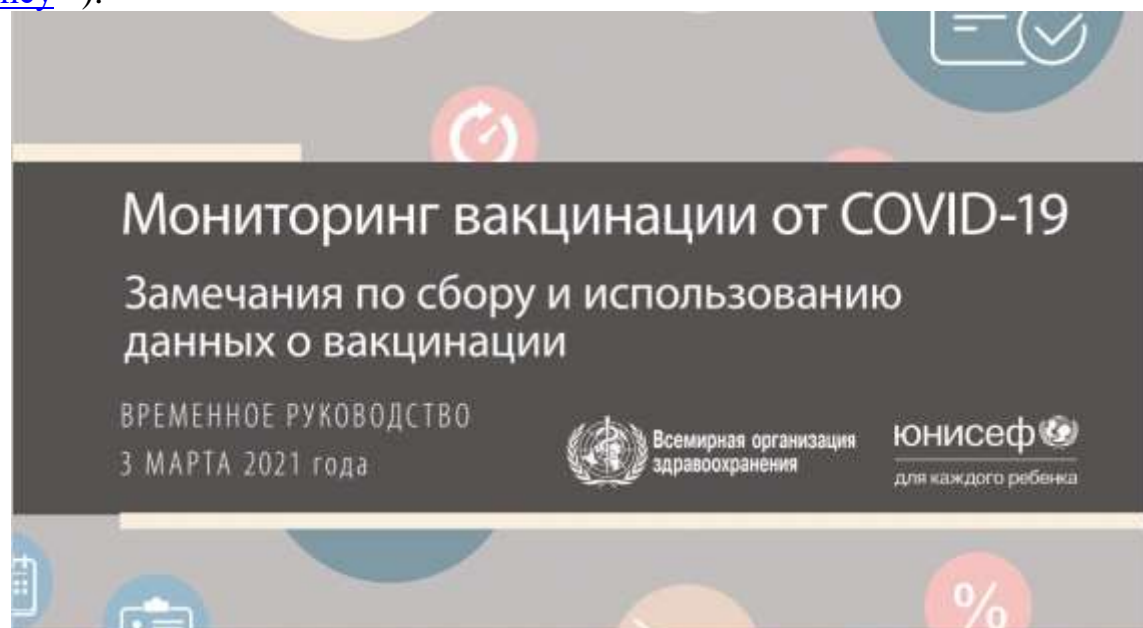 ncy"):
Мониторинг вакцинации от COVID-19
Замечания по сбору и использованию
данных о вакцинации
ВРЕМЕННОЕ РУКОВОДСТВО
3 МАРТА 2021 года
Всемирная организация
здравоохранения
юнисеф
для каждого ребенка
%